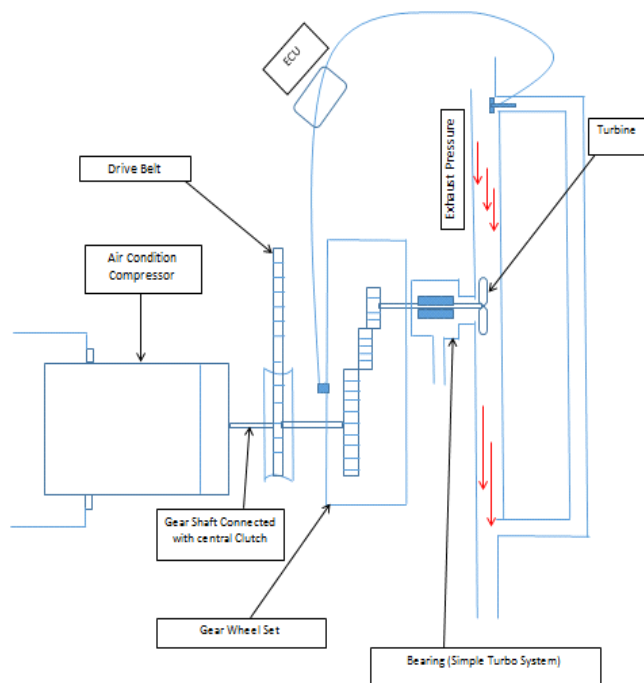 ECU
Drive Belt
Exhaust Pressure
Turbine
Air Condition
Compressor
Gear Shaft Connected
with central Clutch
Gear Wheel Set
Bearing (Simple Turbo System)